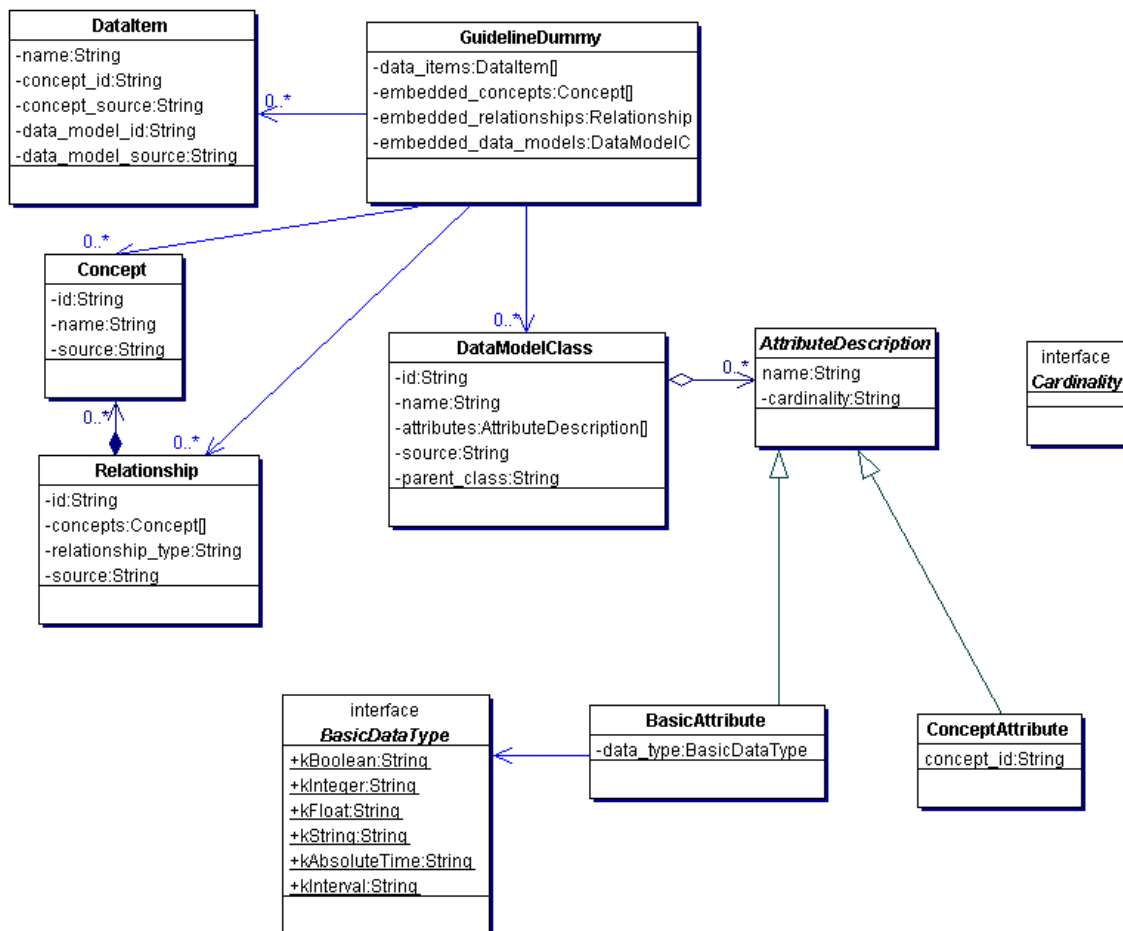 DataItem
-name:String
-concept_id:String
-concept_source:String
-data_model_id:String
-data_model_source:String
GuidelineDummy
-data_items:DataItem[]
-embedded_concepts:Concept[]
-embedded_relationships:Relationship
-embedded_data_models:DataModelC
0..*
0..*
Concept
-id:String
-name:String
-source:String
0..*
0..*
Relationship
-id:String
-concepts:Concept[]
-relationship_type:String
-source:String
0..*
DataModelClass
-id:String
-name:String
-attributes:AttributeDescription[]
-source:String
-parent_class:String
0..*
AttributeDescription
name:String
-cardinality:String
interface
Cardinality
interface
BasicDataType
+kBoolean:String
+kInteger:String
+kFloat:String
+kString:String
+kAbsoluteTime:String
+kInterval:String
BasicAttribute
-data_type:BasicDataType
ConceptAttribute
concept_id:String